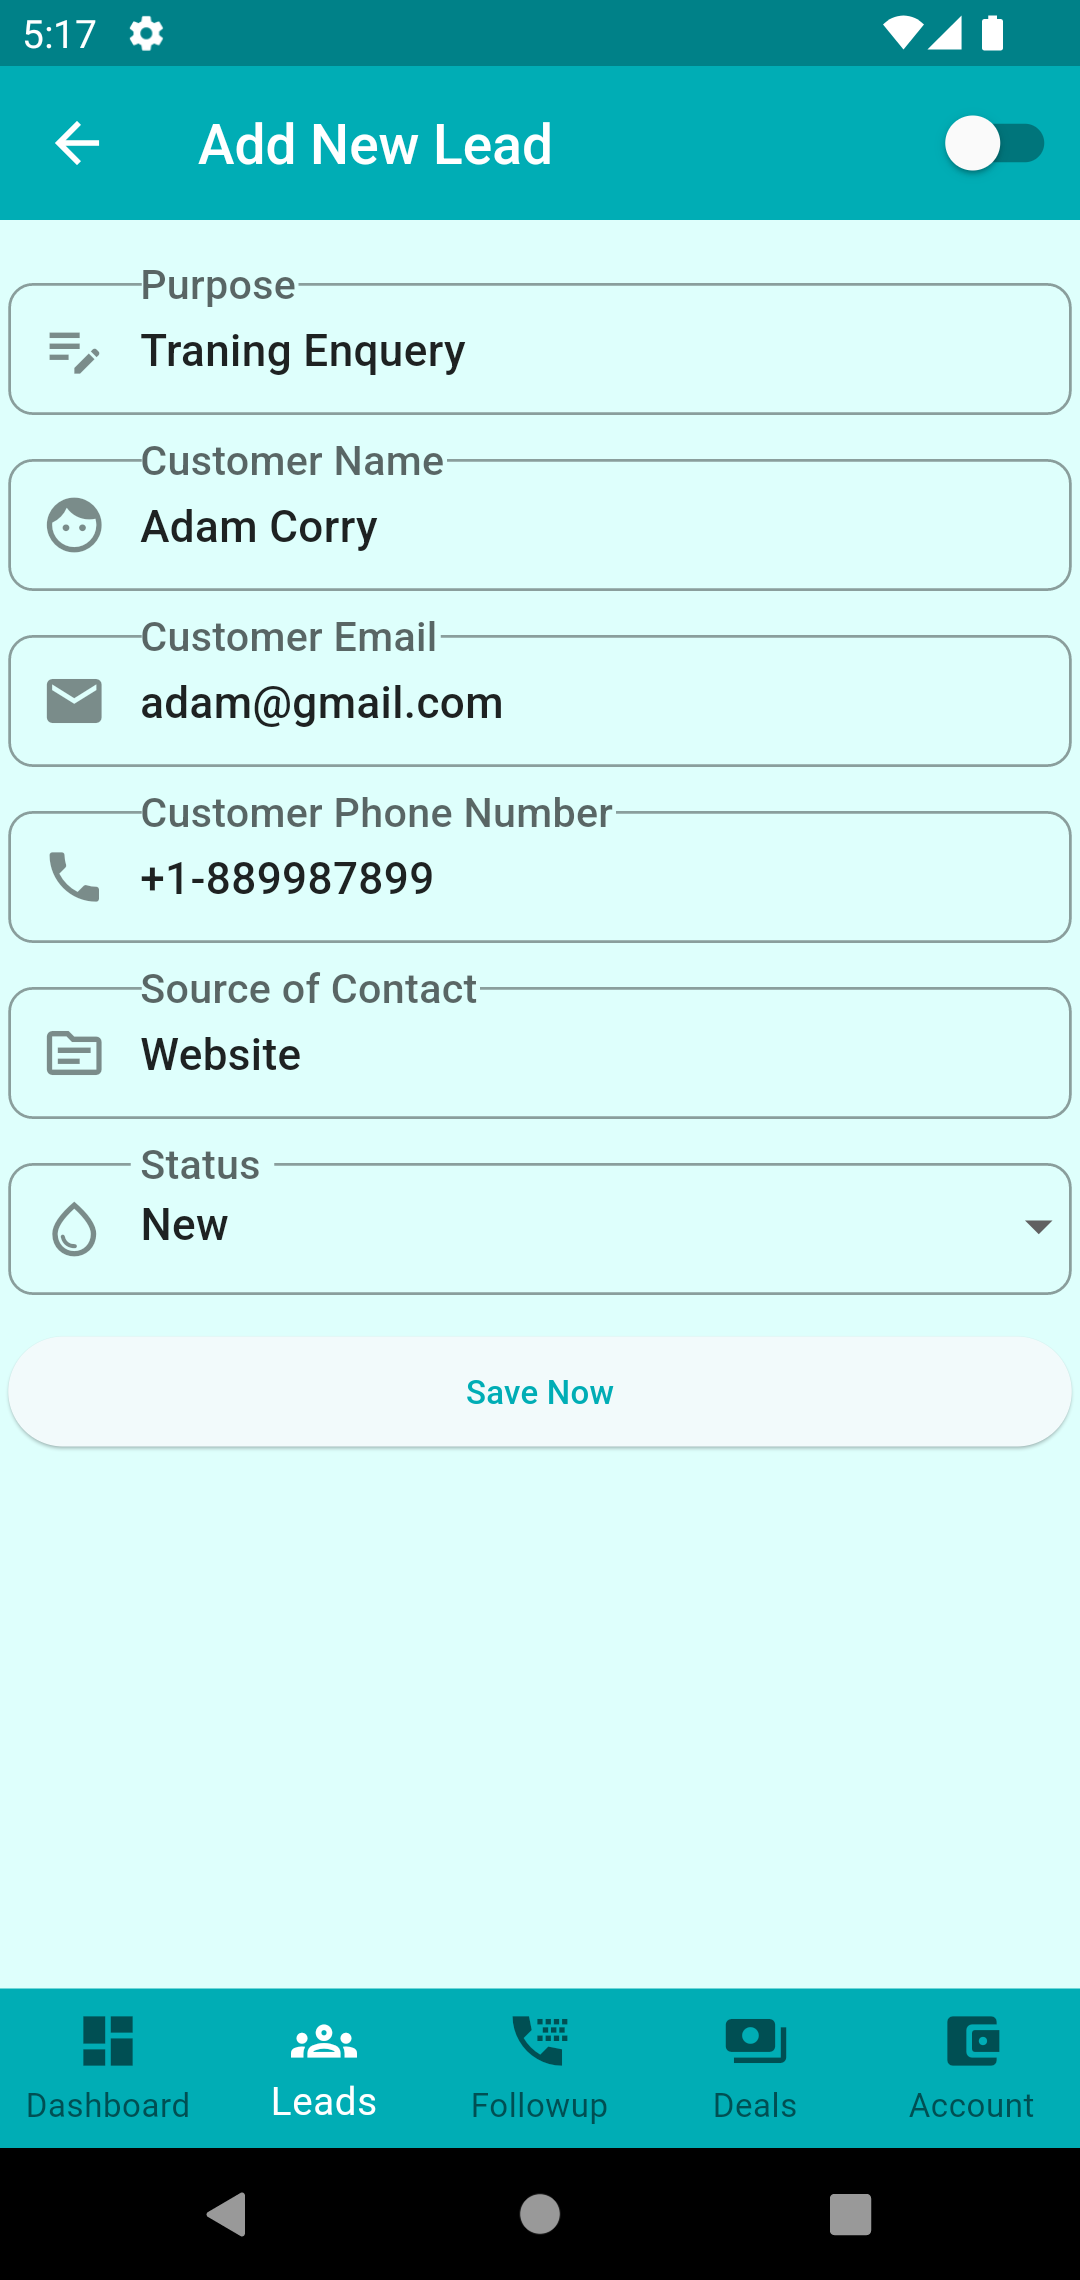 5:17
Add New Lead
Purpose
Traning Enquery
Customer Name
Adam Corry
Customer Email
adam@gmail.com
Customer Phone Number
+1-889987899
Source of Contact
Website
Status
New
Save Now
Dashboard
Leads
Followup
Deals
Account